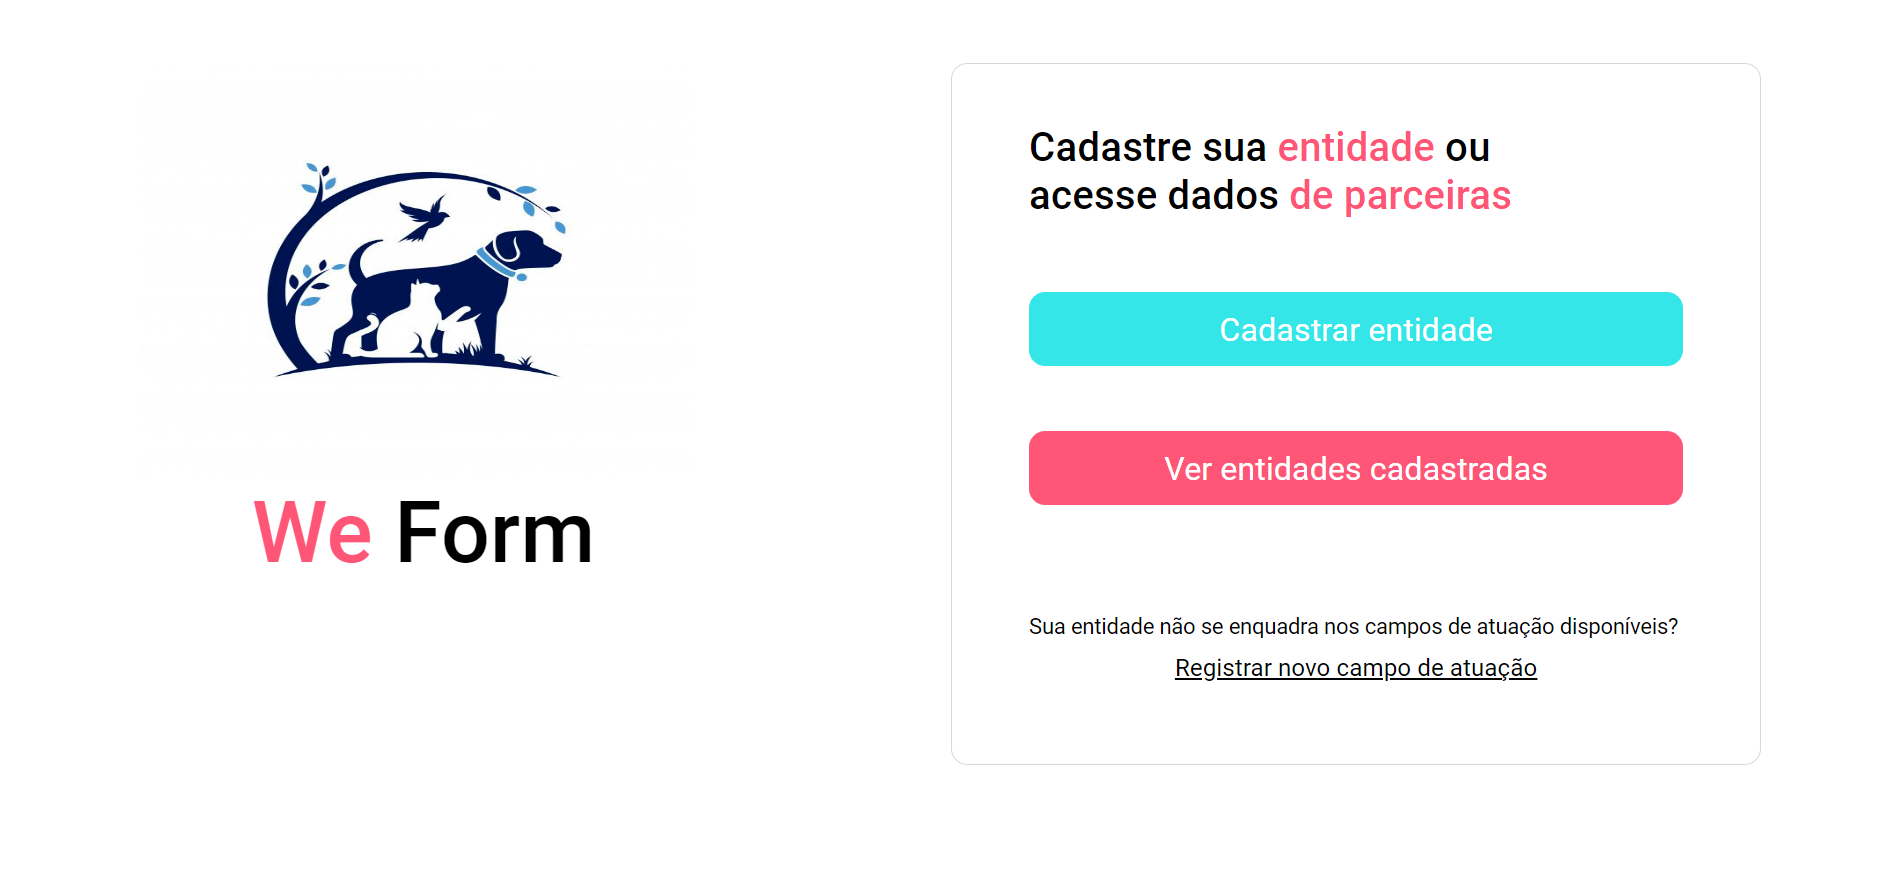 We Form
Cadastre sua entidade ou
acesse dados de parceiras
Cadastrar entidade
Ver entidades cadastradas
Sua entidade não se enquadra nos campos de atuação disponíveis?
Registrar novo campo de atuação